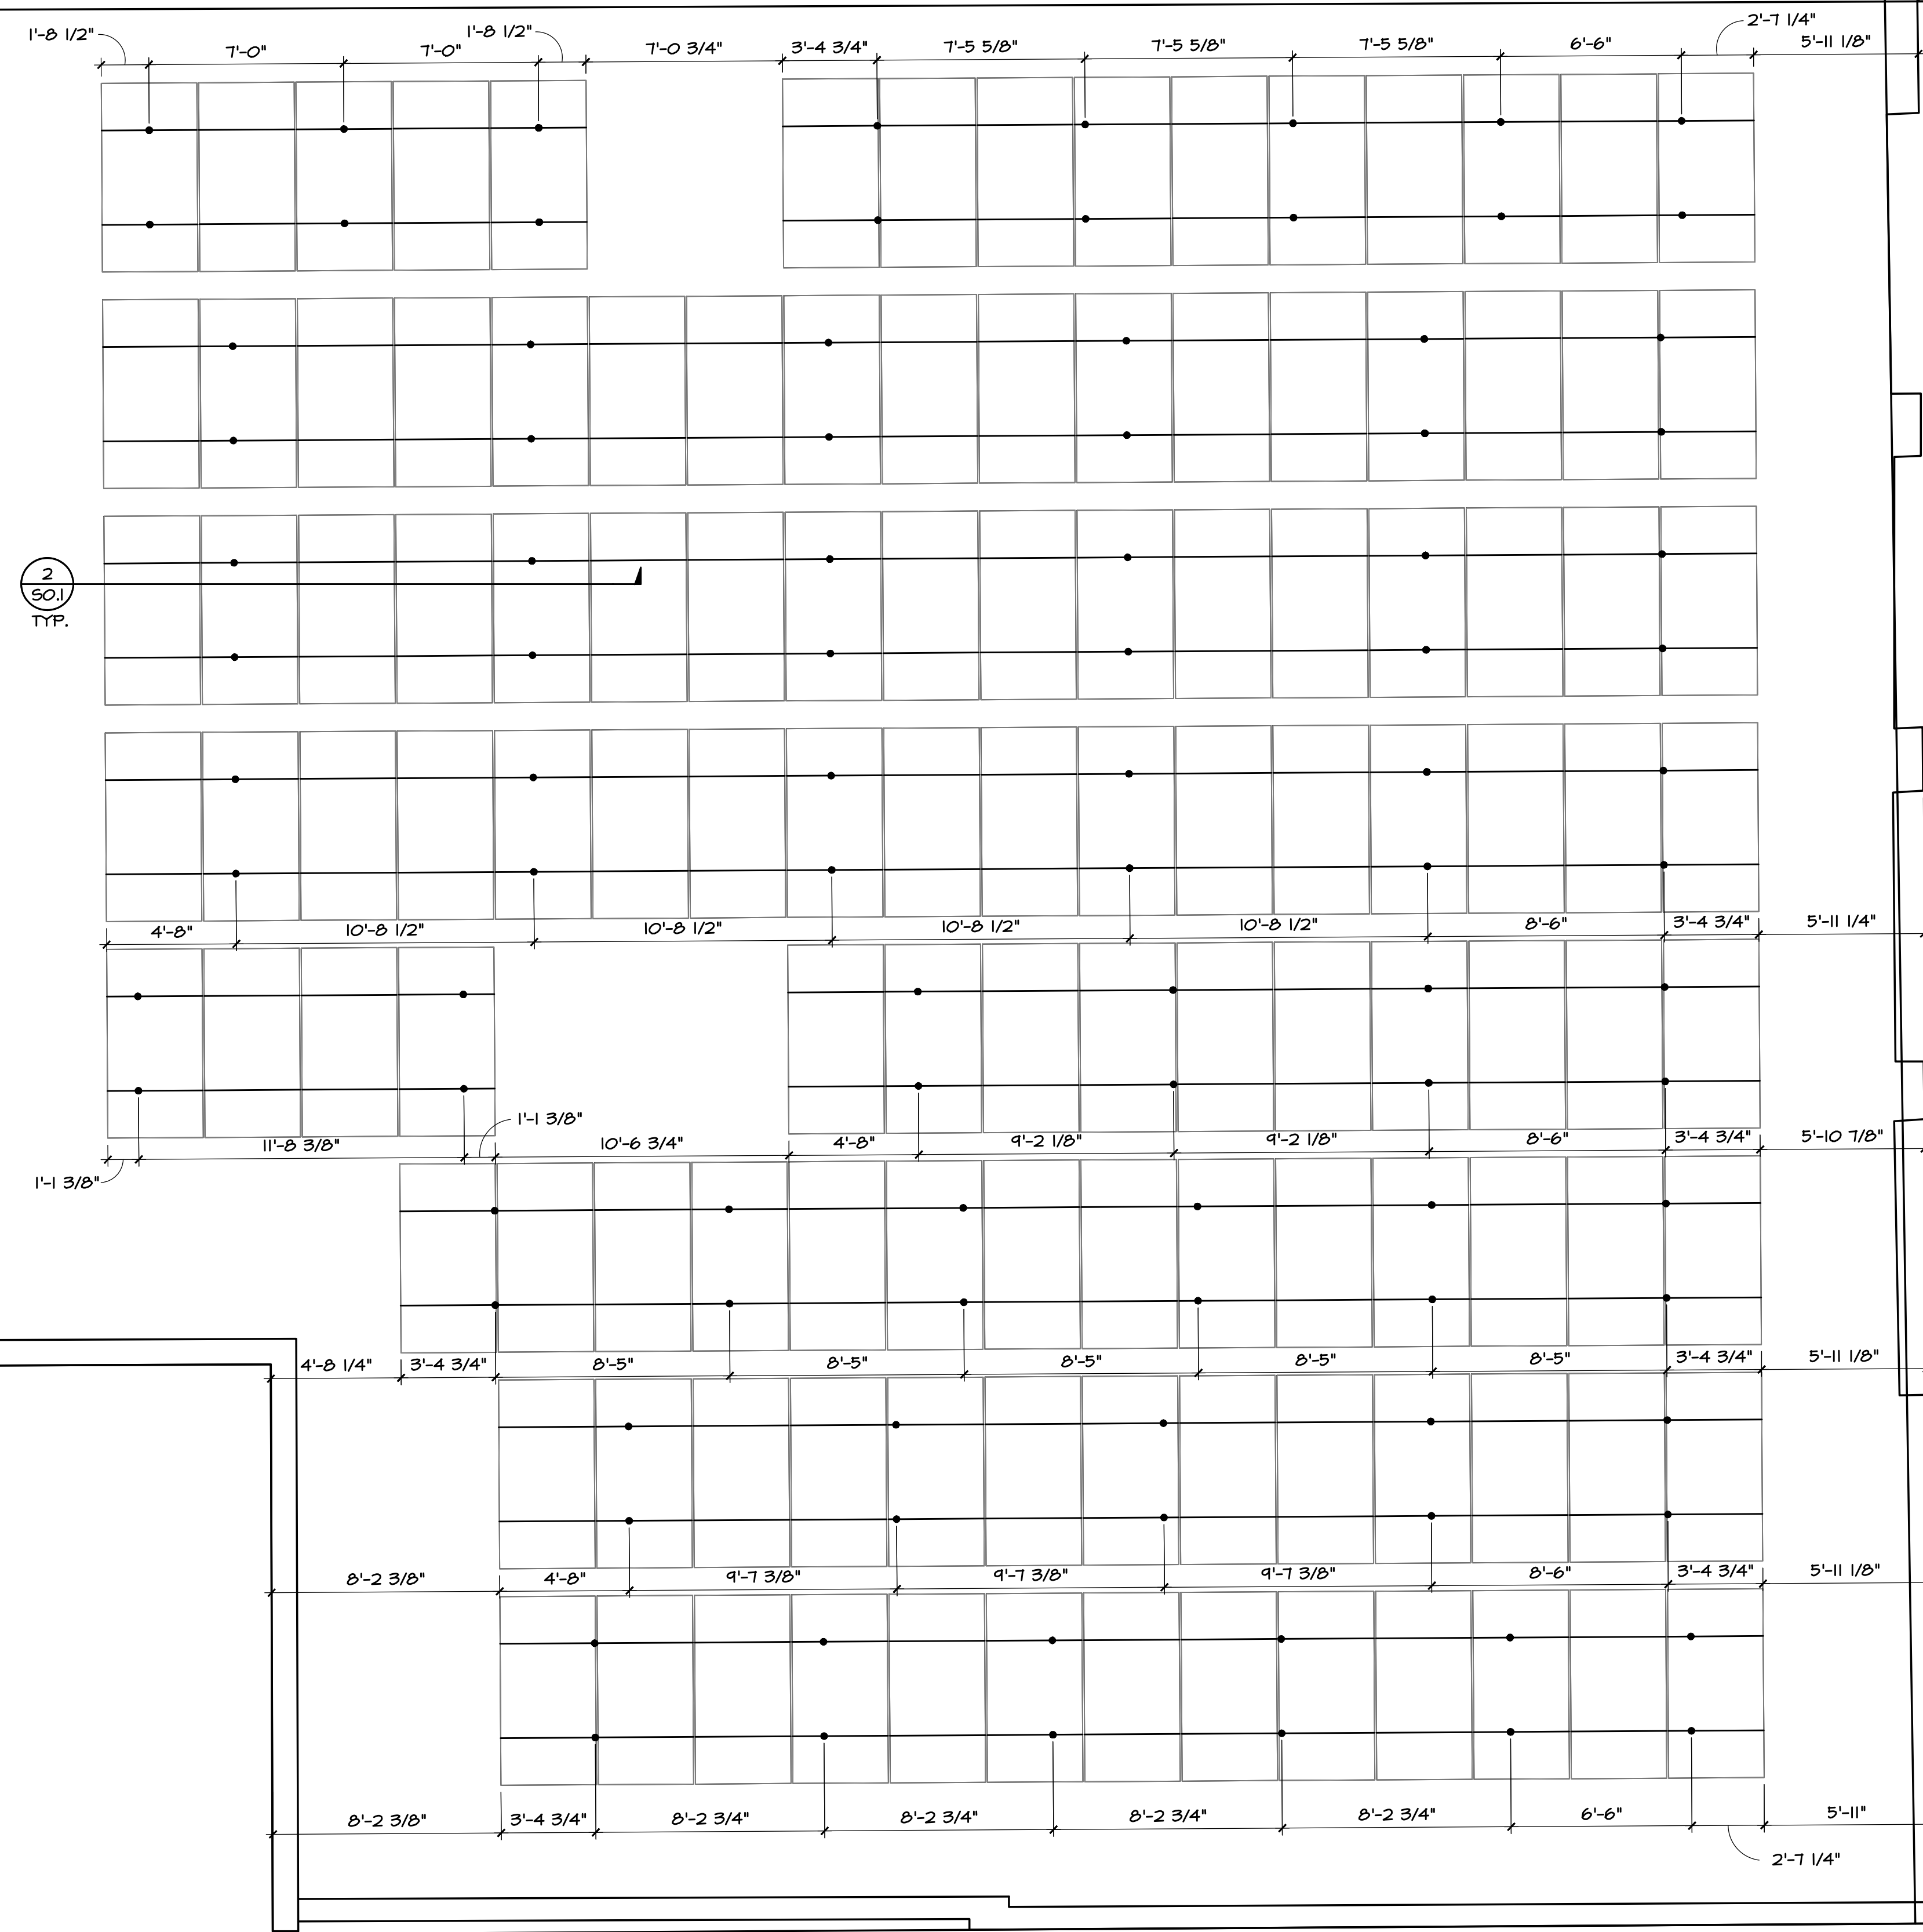 1'-8 1/2" 7'-0" 7'-0" 1'-8 1/2" 7'-0 3/4" 3'-4 3/4" 7'-5 5/8" 7'-5 5/8" 7'-5 5/8" 6'-6" 2'-7 1/4" 5'-11 1/8"
2
S0.1
TYP.
4'-8" 10'-8 1/2" 10'-8 1/2" 10'-8 1/2" 10'-8 1/2" 8'-6" 3'-4 3/4" 5'-11 1/4"
1'-1 3/8" 11'-8 3/8" 1'-1 3/8" 10'-6 3/4" 4'-8" 9'-2 1/8" 9'-2 1/8" 8'-6" 3'-4 3/4" 5'-10 7/8"
4'-8 1/4" 3'-4 3/4" 8'-5" 8'-5" 8'-5" 8'-5" 8'-5" 3'-4 3/4" 5'-11 1/8"
8'-2 3/8" 4'-8" 9'-7 3/8" 9'-7 3/8" 9'-7 3/8" 8'-6" 3'-4 3/4" 5'-11 1/8"
8'-2 3/8" 3'-4 3/4" 8'-2 3/4" 8'-2 3/4" 8'-2 3/4" 8'-2 3/4" 6'-6" 5'-11"
2'-7 1/4"